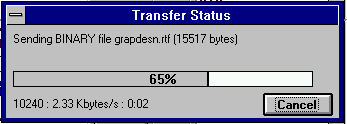 Transfer Status
Sending BINARY file grapdesn.rtf (15517 bytes)
65%
10240 : 2.33 Kbytes/s : 0:02
Cancel